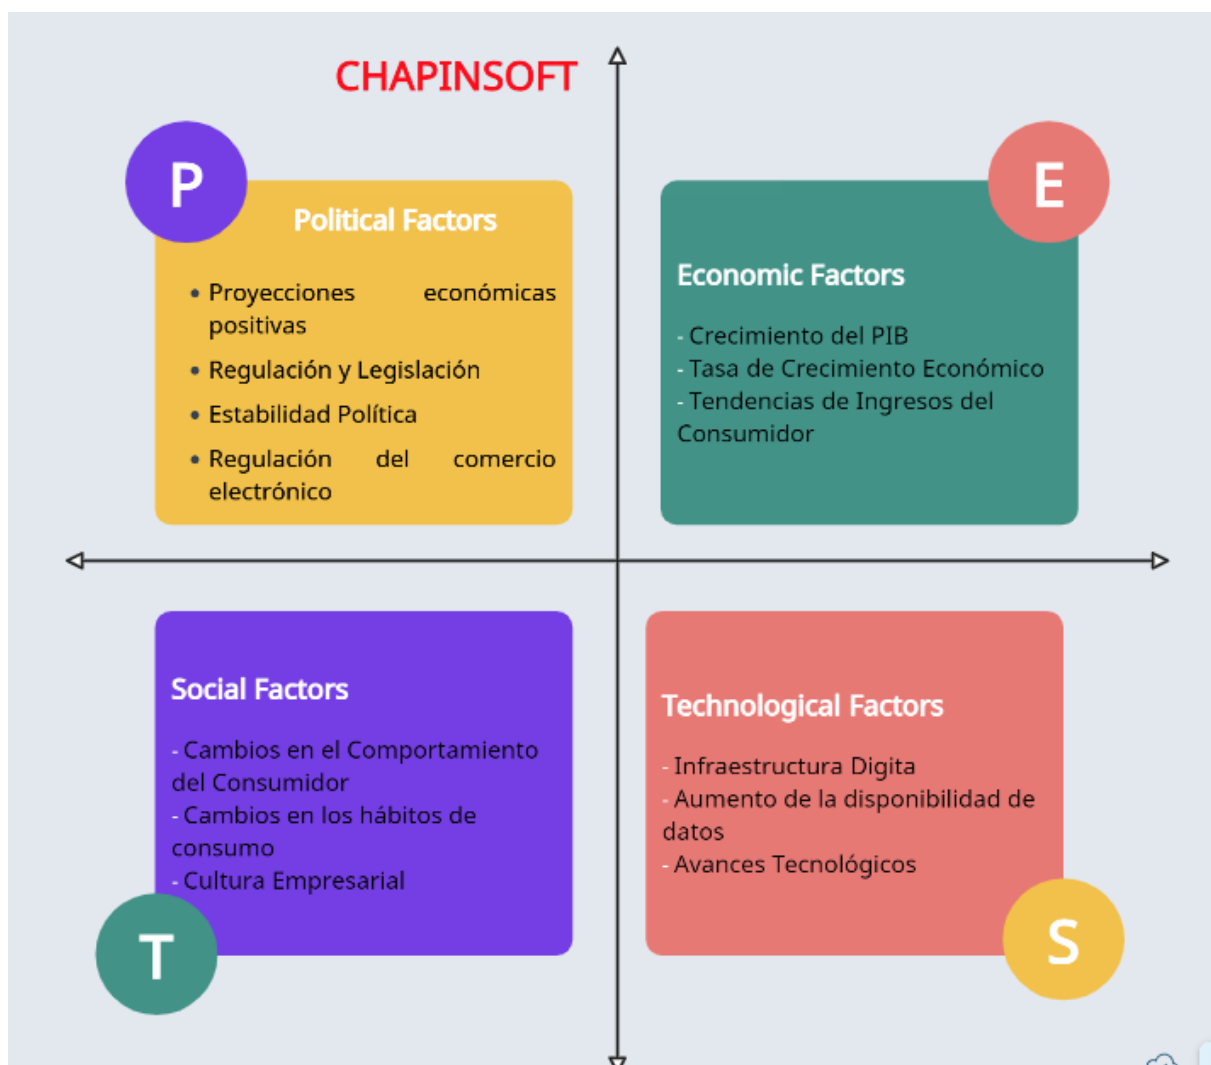 CHAPINSOFT
P
Political Factors
• Proyecciones económicas
positivas
• Regulación y Legislación
• Estabilidad Política
• Regulación del comercio
electrónico
E
Economic Factors
- Crecimiento del PIB
- Tasa de Crecimiento Económico
- Tendencias de Ingresos del
Consumidor
Social Factors
- Cambios en el Comportamiento
del Consumidor
- Cambios en los hábitos de
consumo
- Cultura Empresarial
T
Technological Factors
- Infraestructura Digita
- Aumento de la disponibilidad de
datos
- Avances Tecnológicos
S